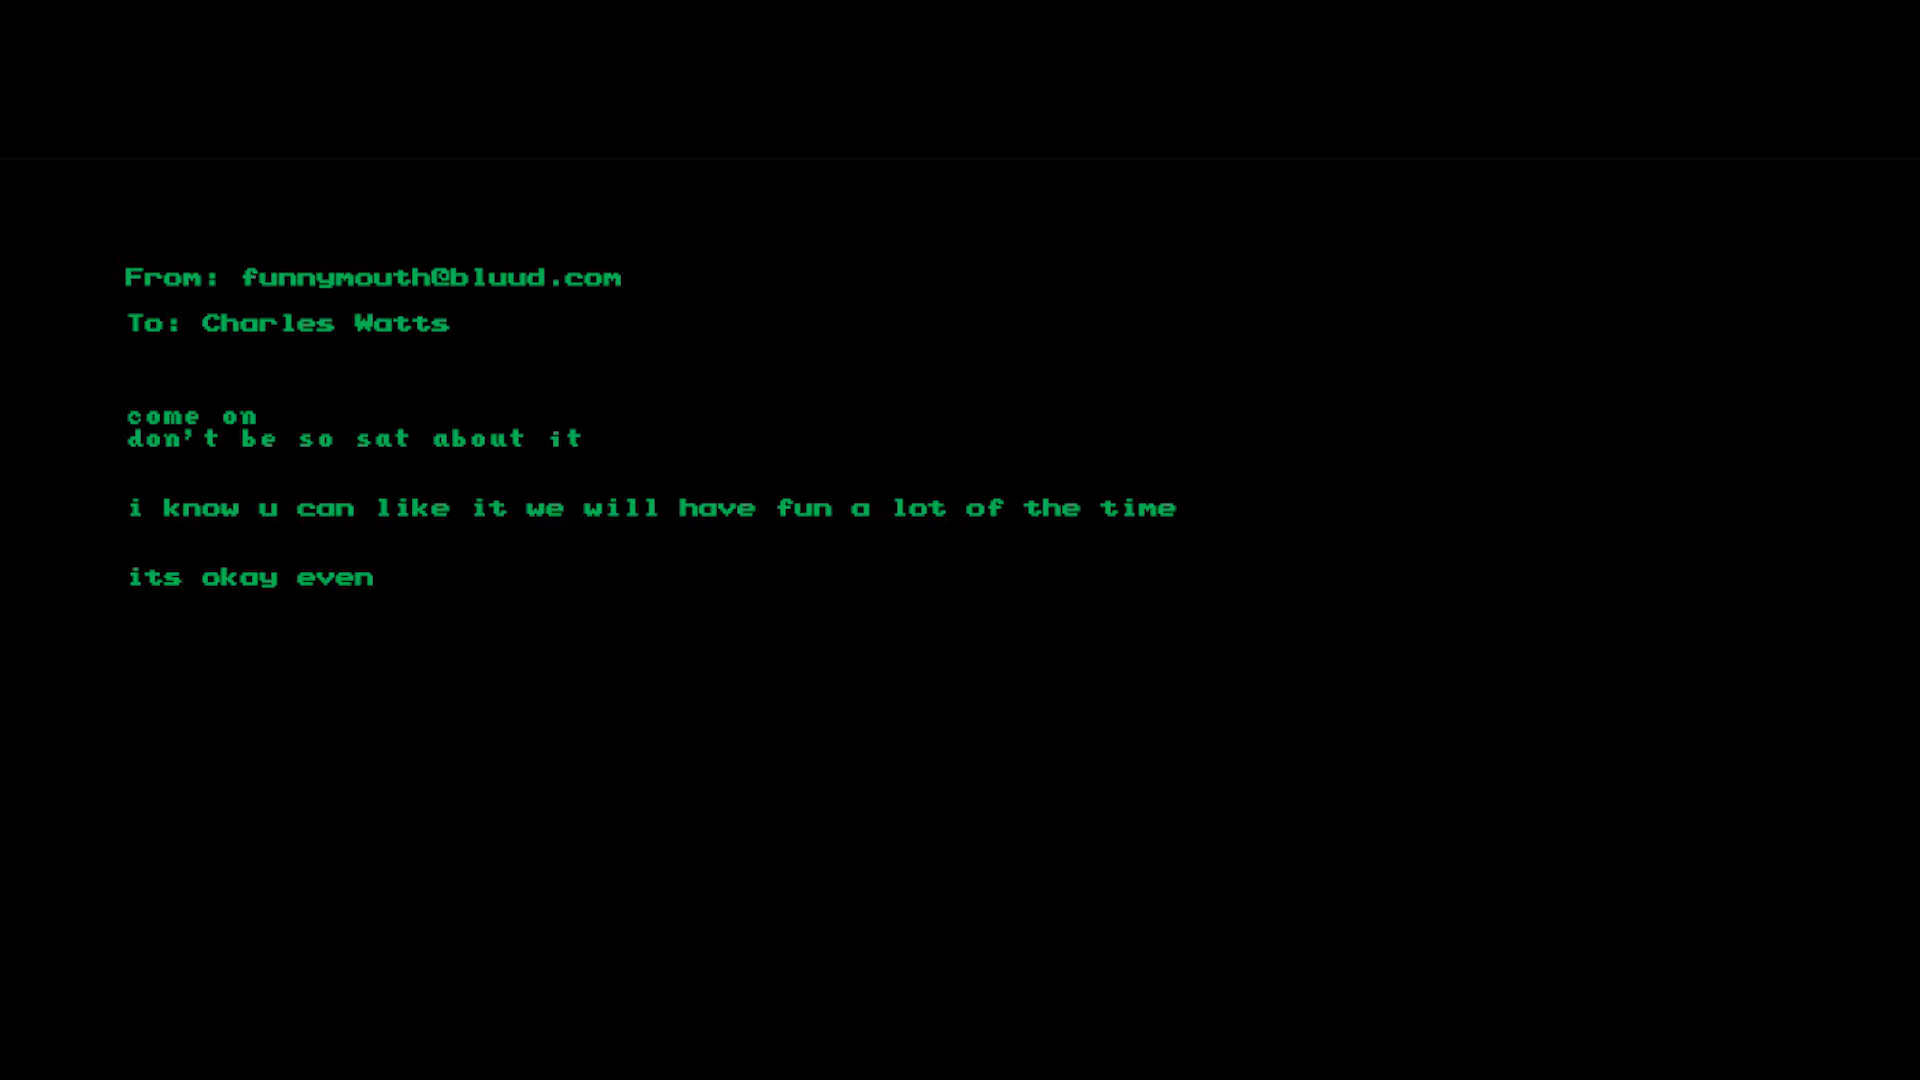 From: funnymouth@bluud.com
To: Charles Watts
come on
don't be so sat about it
i know u can like it we will have fun a lot of the time
its okay even